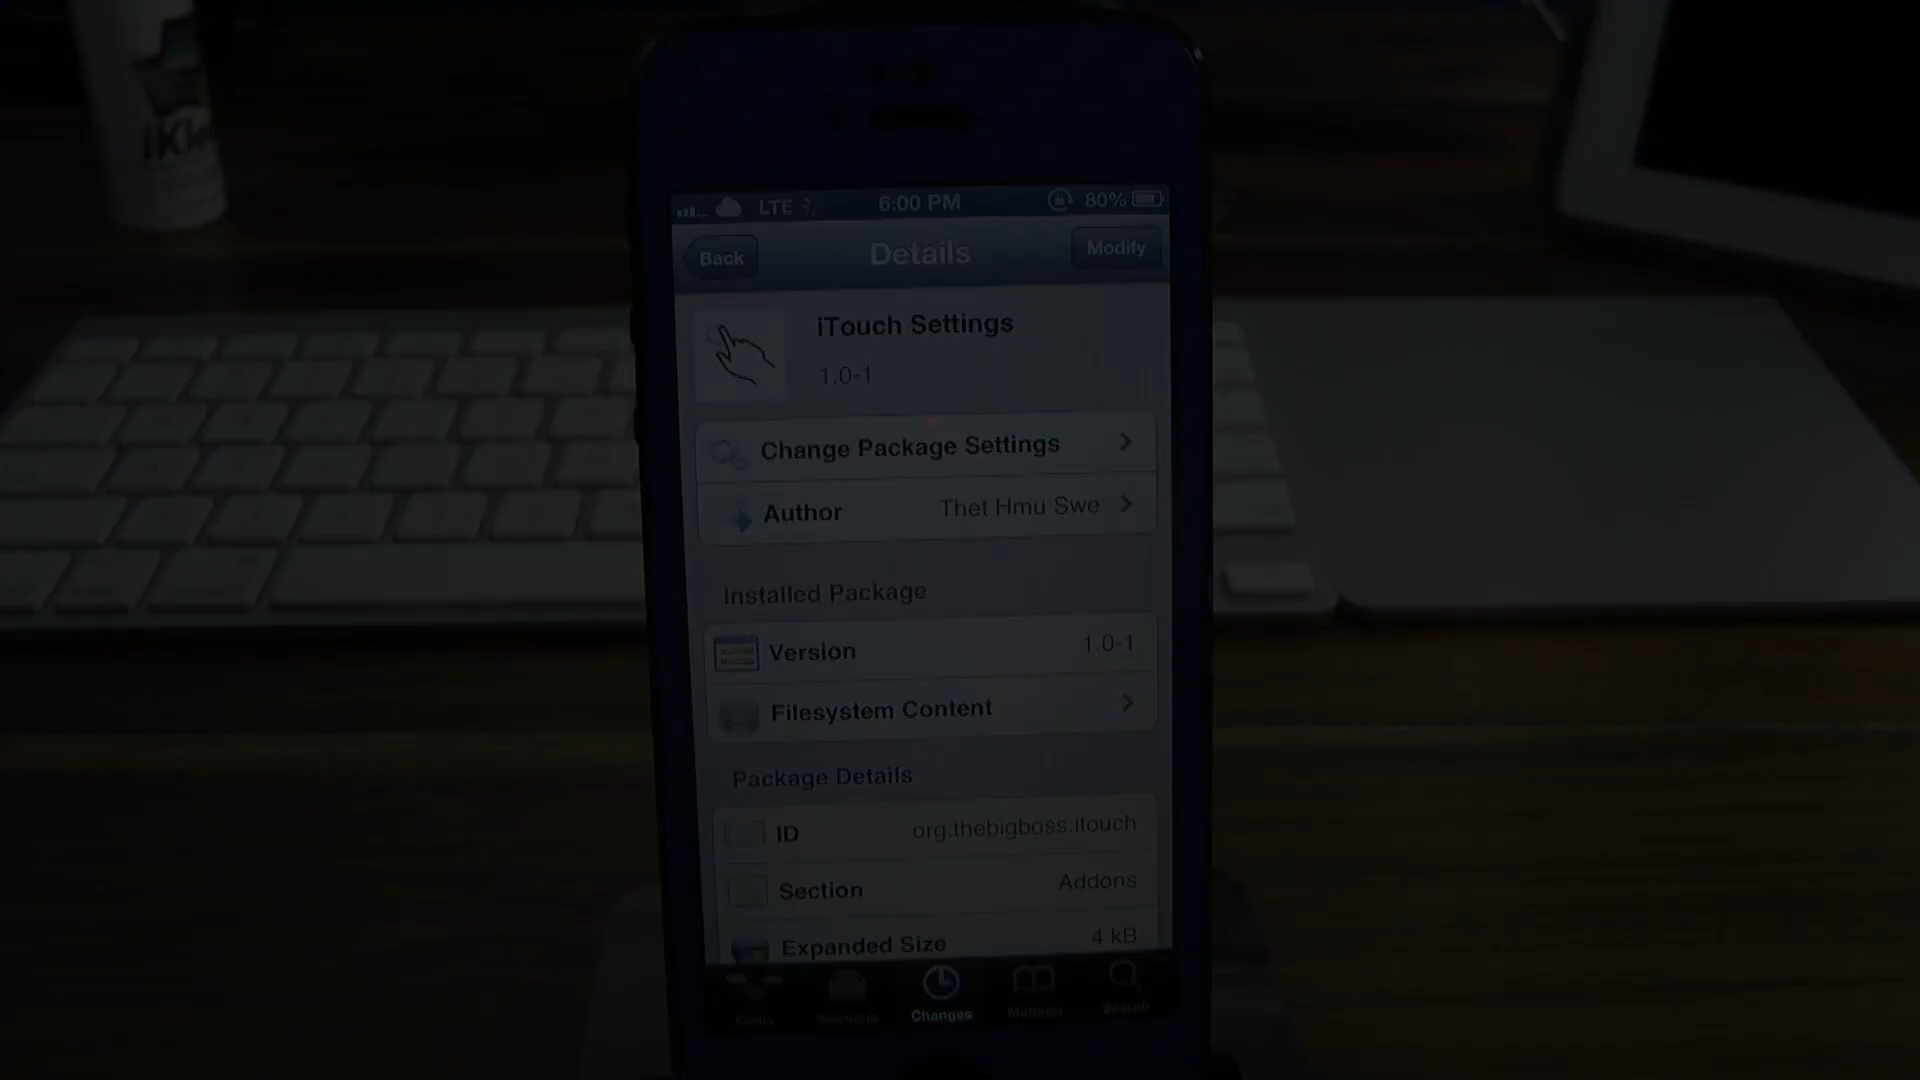 LTE 6:00 PM 80%
Back Details Modify
iTouch Settings
1.0-1
Change Package Settings
Author Thet Hmu Swe
Installed Package
Version 1.0-1
Filesystem Content
Package Details
ID org.thebigboss.itouch
Section Addons
Expanded Size 4 kB
Changes Manage Search